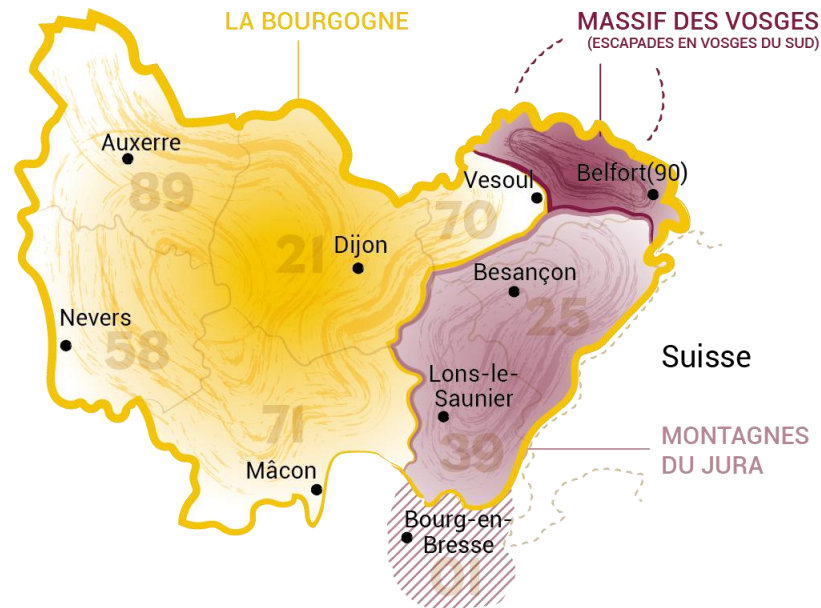 LA BOURGOGNE
MASSIF DES VOSGES
(ESCAPADES EN VOSGES DU SUD)
Auxerre
89
Vesoul
Belfort(90)
70
21
Dijon
Besançon
25
Nevers
58
Suisse
Lons-le-
Saunier
71
39
MONTAGNES
DU JURA
Mâcon
Bourg-en-
Bresse
01